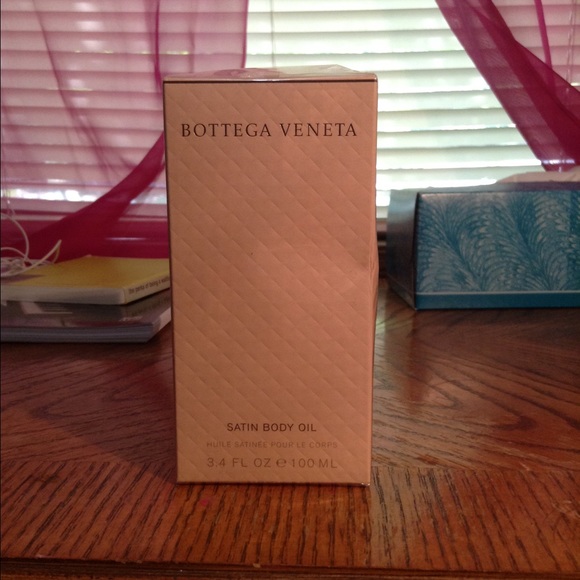 BOTTEGA VENETA
SATIN BODY OIL
HUILE SATINÉE POUR LE CORPS
3.4 FL OZ ℮ 100 ML